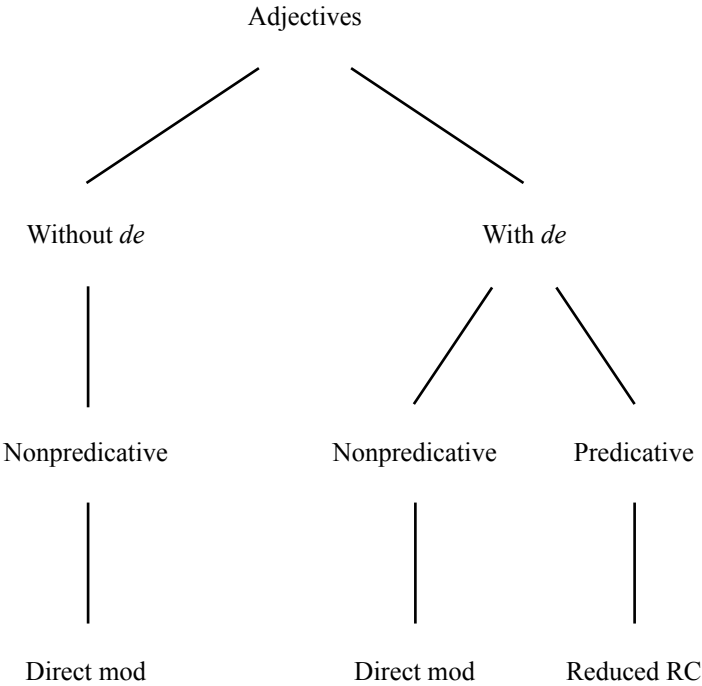 Adjectives
Without de
With de
Nonpredicative
Nonpredicative
Predicative
Direct mod
Direct mod
Reduced RC